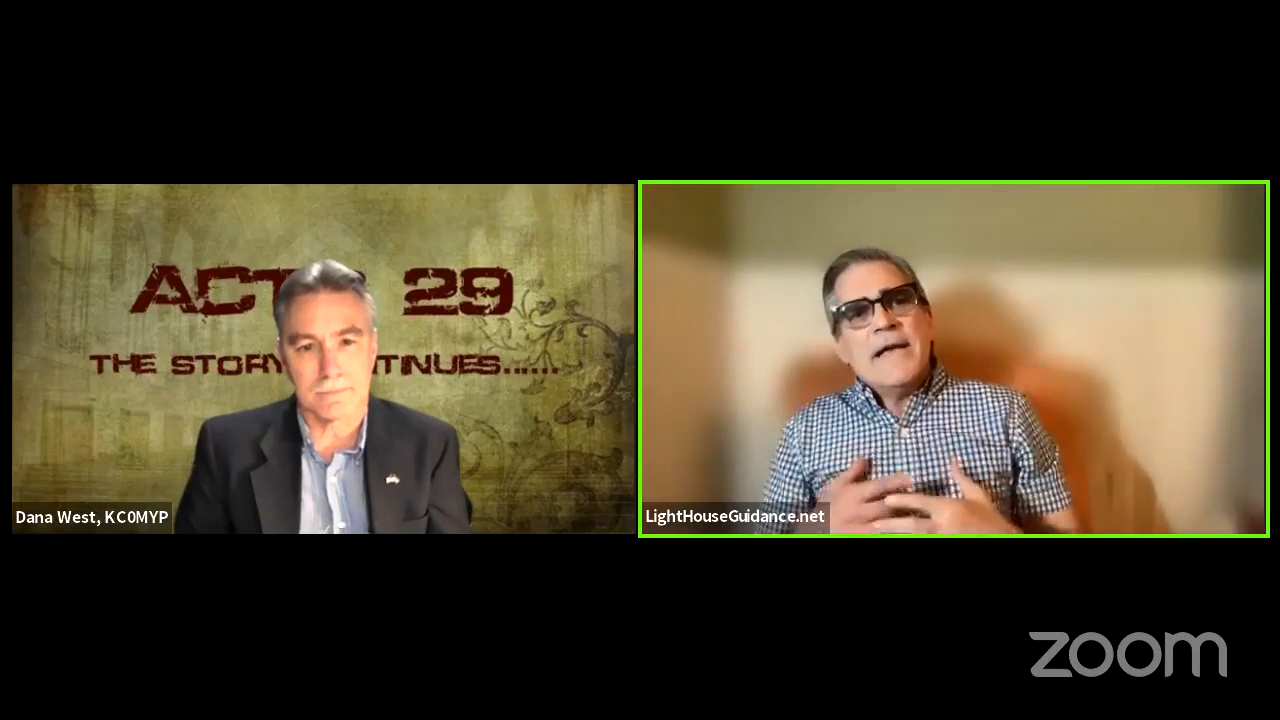 ACT 29
THE STORY TINUES......
Dana West, KC0MYP
LightHouseGuidance.net
zoom